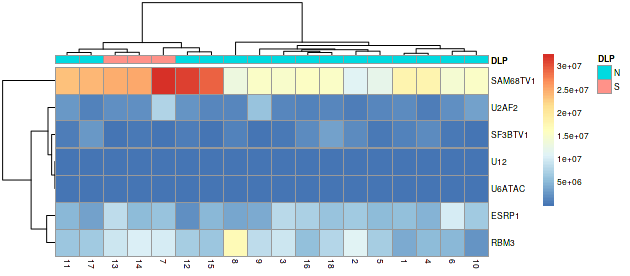 DLP
DLP
N
S
SAM68TV1
U2AF2
SF3BTV1
U12
U6ATAC
ESRP1
RBM3
3e+07
2.5e+07
2e+07
1.5e+07
1e+07
5e+06
11 17 13 14 7 12 15 8 9 3 16 18 2 5 1 4 6 10